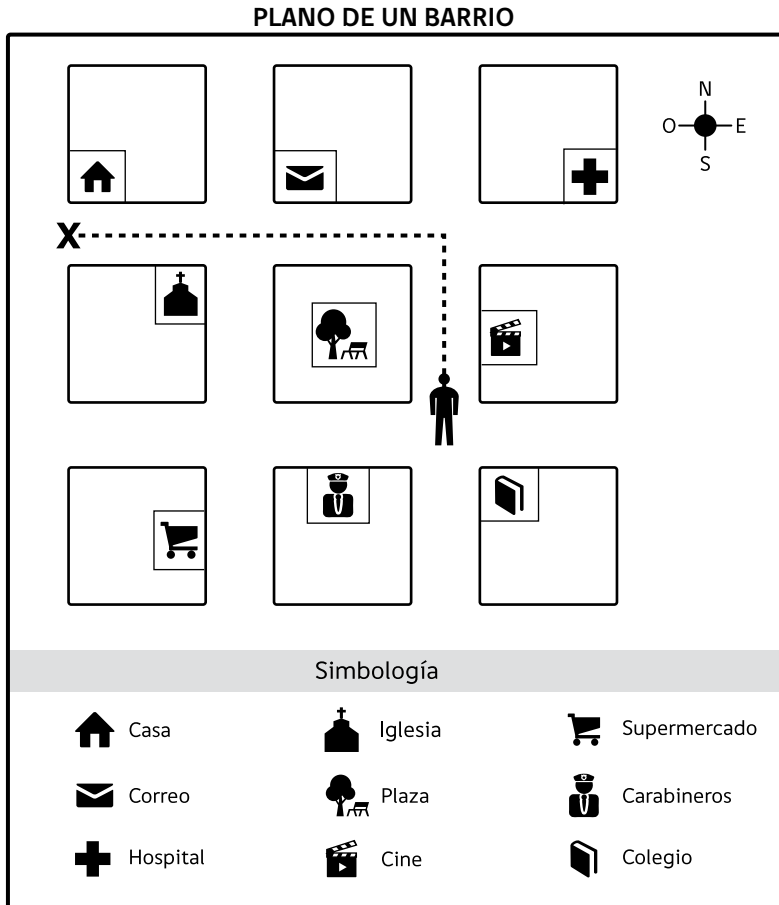 PLANO DE UN BARRIO
N
O E
S
X
Simbología
Casa Iglesia Supermercado
Correo Plaza Carabineros
Hospital Cine Colegio